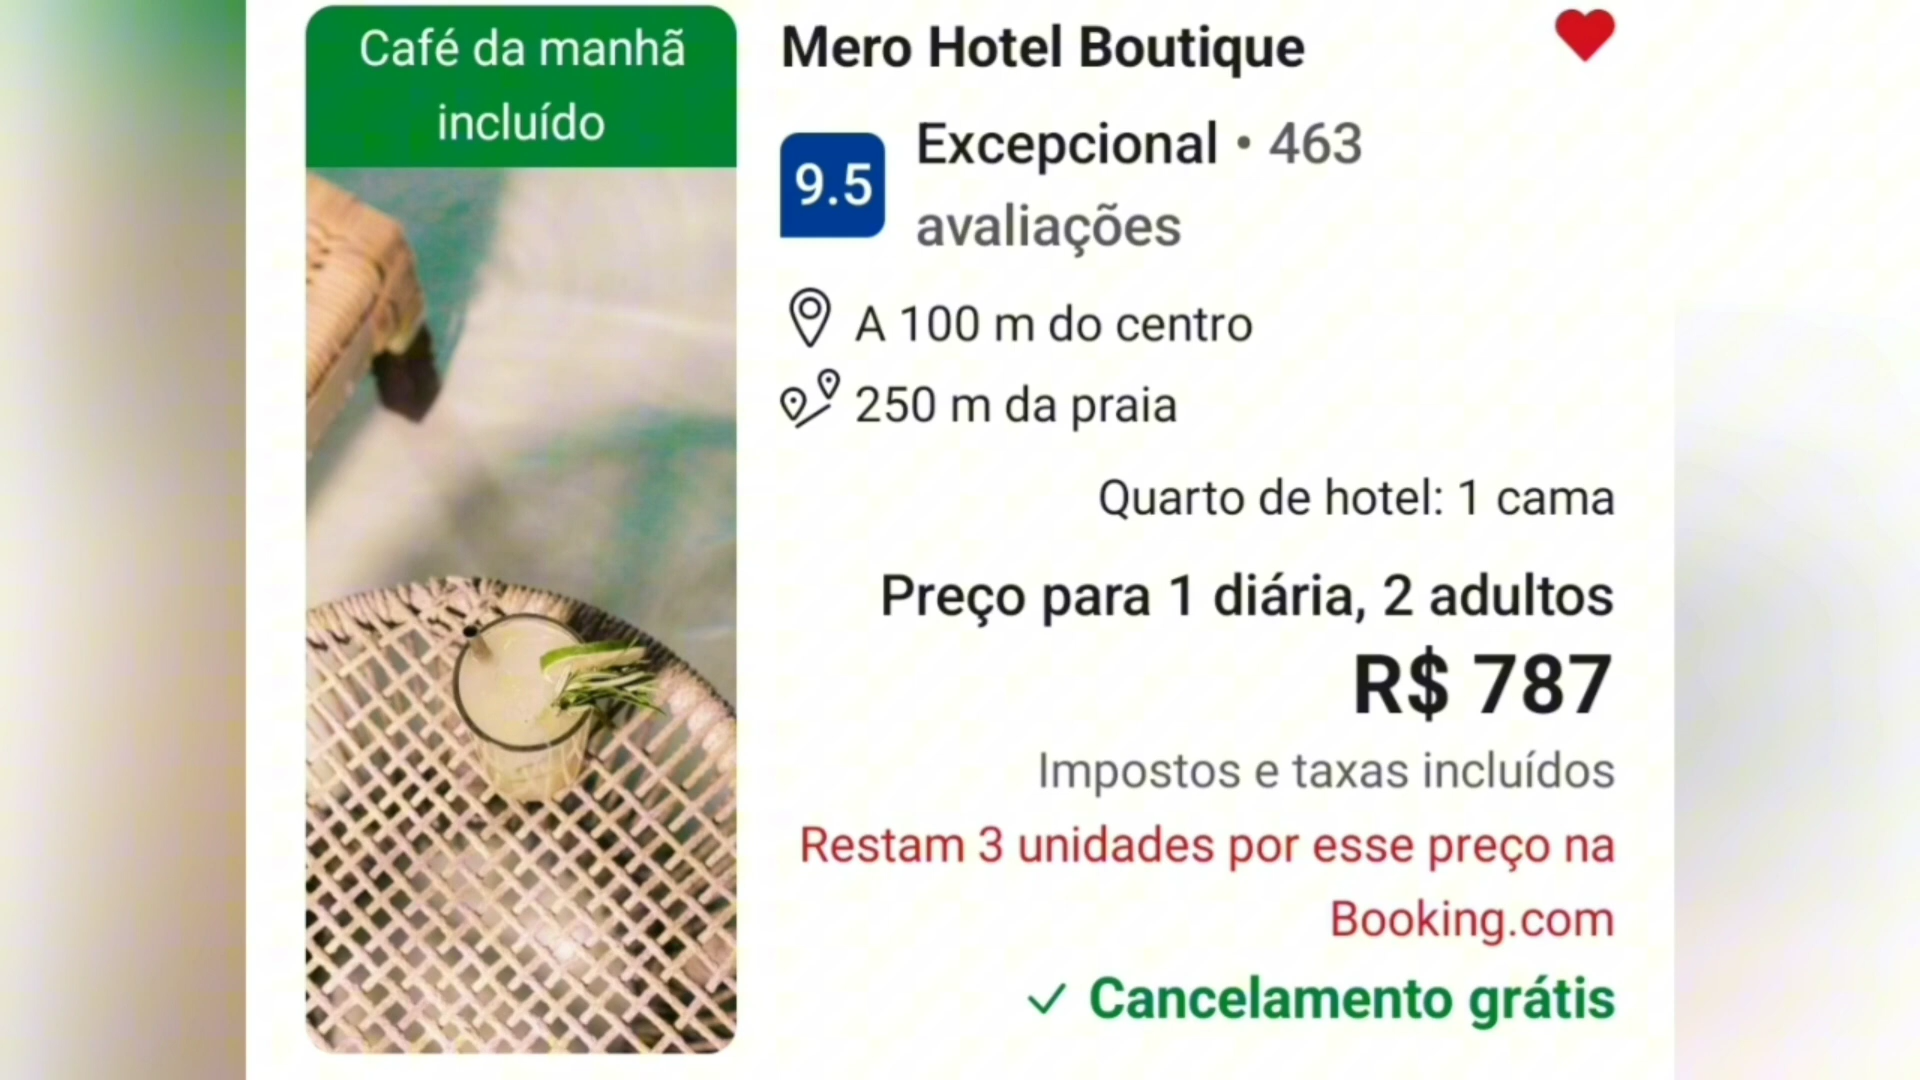 Café da manhã
incluído
Mero Hotel Boutique
9.5
Excepcional • 463
avaliações
A 100 m do centro
250 m da praia
Quarto de hotel: 1 cama
Preço para 1 diária, 2 adultos
R$ 787
Impostos e taxas incluídos
Restam 3 unidades por esse preço na
Booking.com
✓ Cancelamento grátis